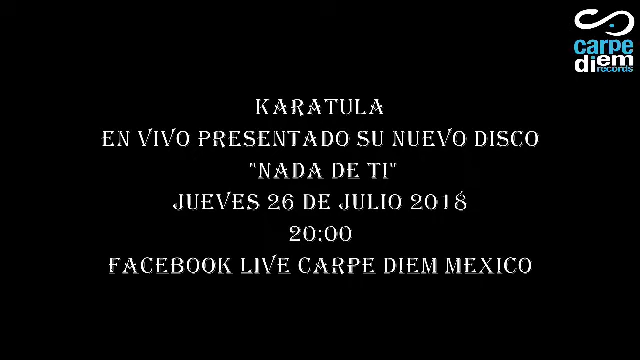 carpe
diem
records
KARATULA
EN VIVO PRESENTADO SU NUEVO DISCO
"NADA DE TI"
JUEVES 26 DE JULIO 2018
20:00
FACEBOOK LIVE CARPE DIEM MEXICO